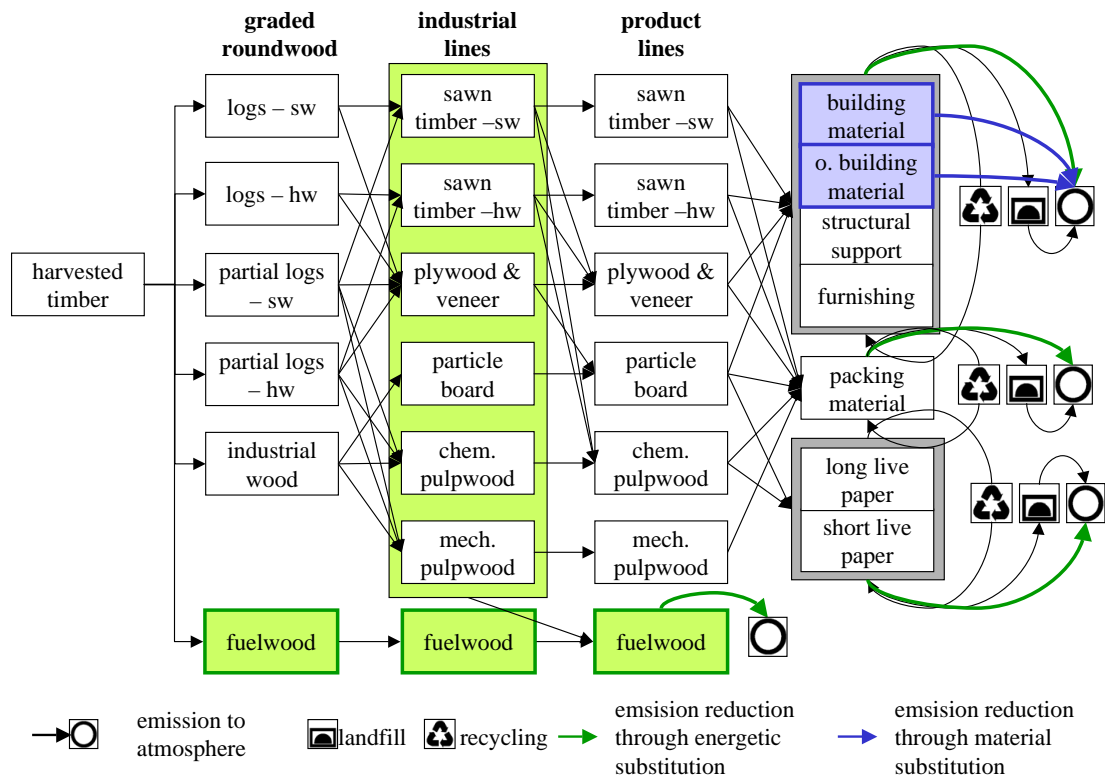 graded
roundwood
industrial
lines
product
lines
harvested
timber
logs – sw
logs – hw
partial logs
– sw
partial logs
– hw
industrial
wood
fuelwood
sawn
timber –sw
sawn
timber –hw
plywood &
veneer
particle
board
chem.
pulpwood
mech.
pulpwood
fuelwood
sawn
timber –sw
sawn
timber –hw
plywood &
veneer
particle
board
chem.
pulpwood
mech.
pulpwood
fuelwood
building
material
o. building
material
structural
support
furnishing
packing
material
long live
paper
short live
paper
emission to
atmosphere
landfill
recycling
emsision reduction
through energetic
substitution
emsision reduction
through material
substitution